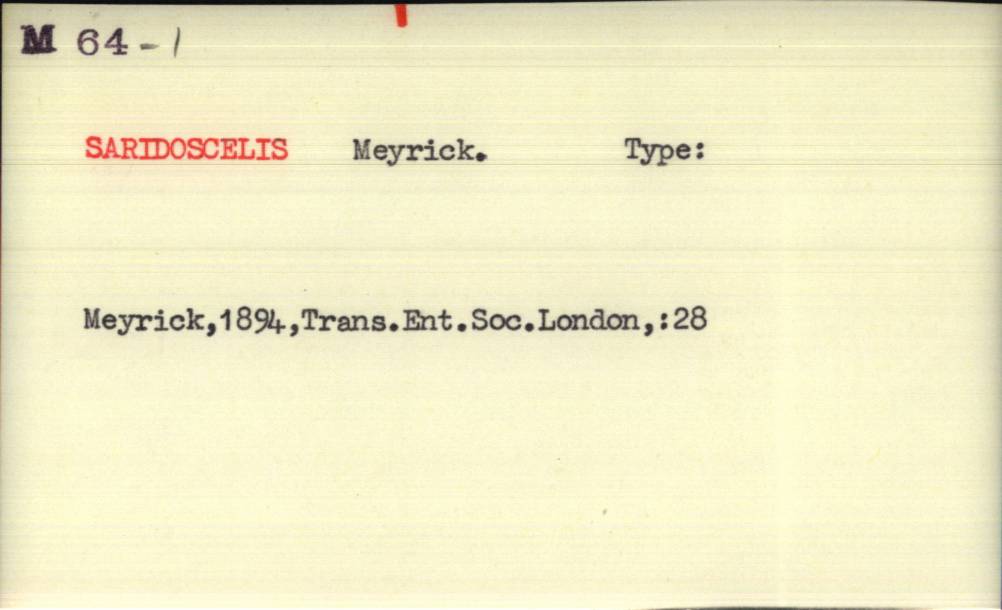 M 64-1
SARIDOSCELIS Meyrick. Type:
Meyrick,1894,Trans.Ent.Soc.London,:28